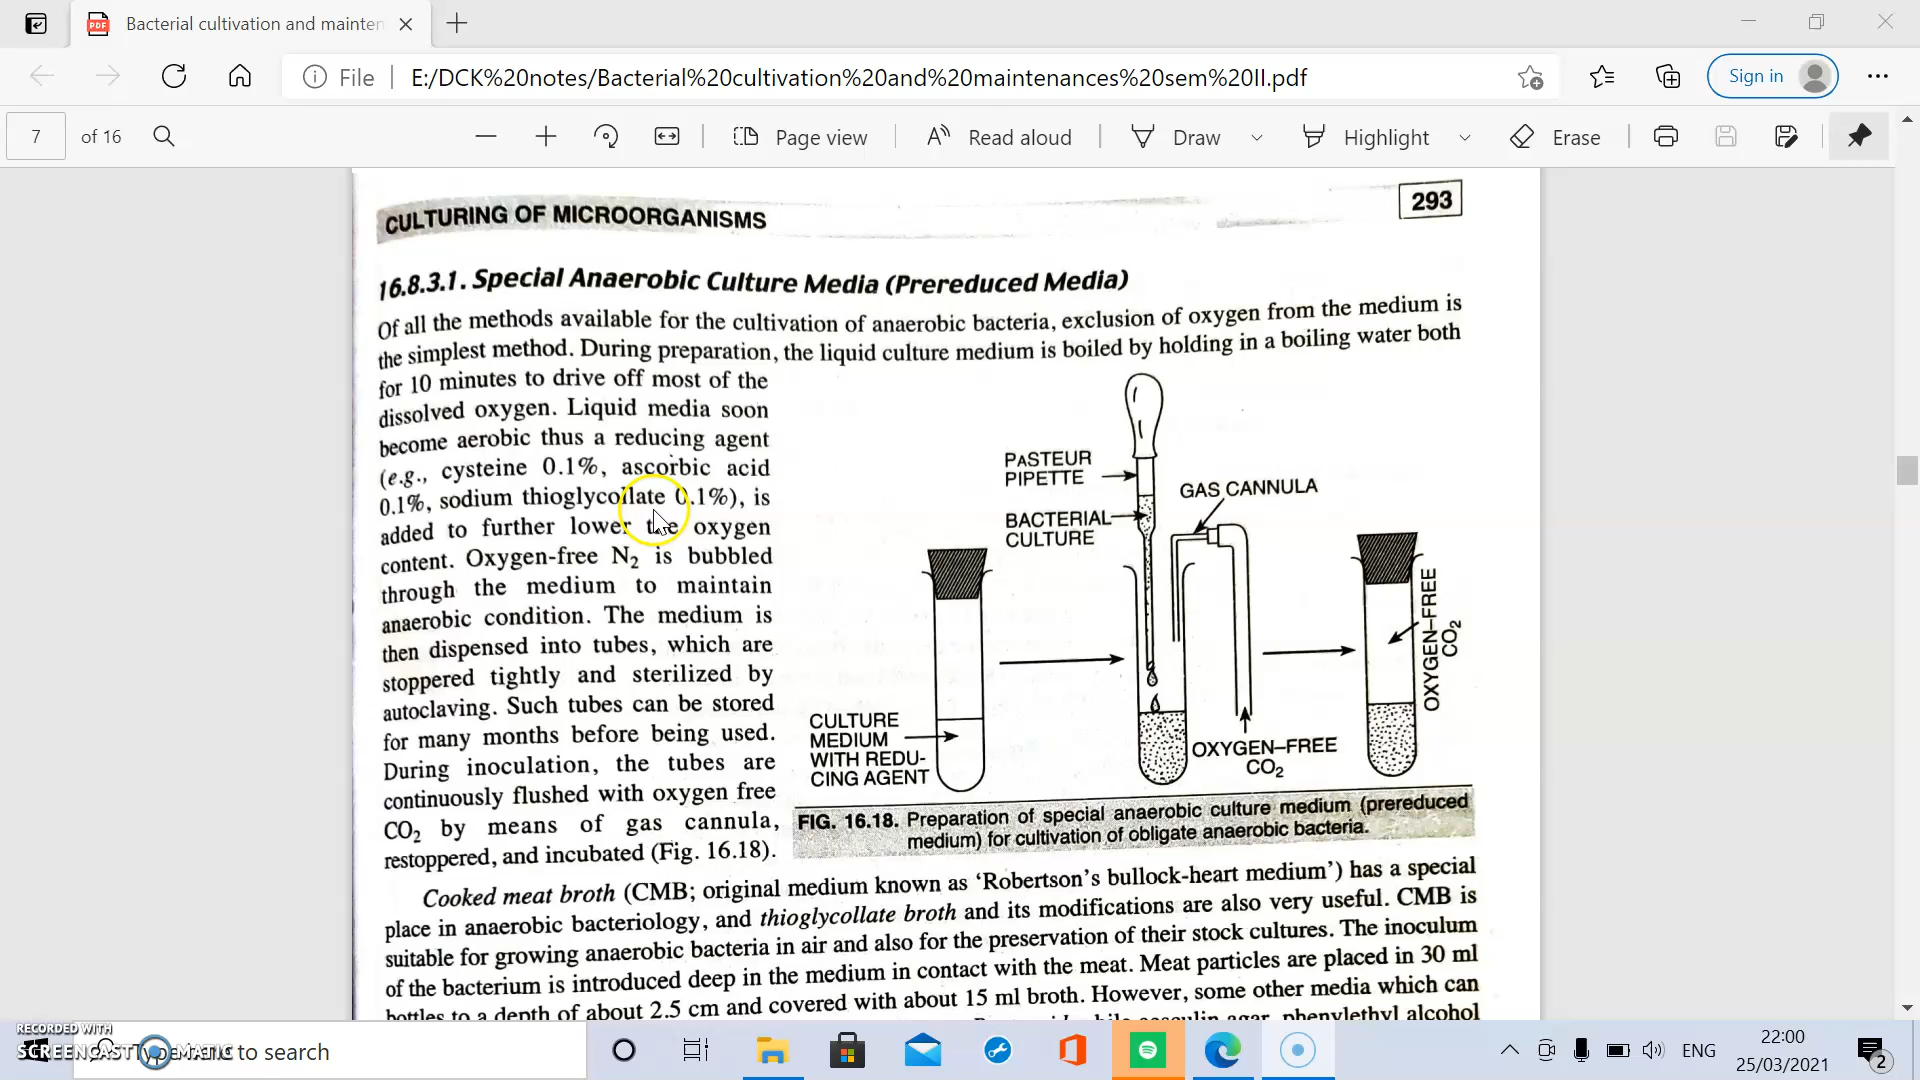 Bacterial cultivation and mainten
File
E:/DCK%20notes/Bacterial%20cultivation%20and%20maintenances%20sem%20II.pdf
Sign in
7
of 16
Page view
Read aloud
Draw
Highlight
Erase
CULTURING OF MICROORGANISMS
293
16.8.3.1. Special Anaerobic Culture Media (Prereduced Media)
Of all the methods available for the cultivation of anaerobic bacteria, exclusion of oxygen from the medium is
the simplest method. During preparation, the liquid culture medium is boiled by holding in a boiling water both
for 10 minutes to drive off most of the
dissolved oxygen. Liquid media soon
become aerobic thus a reducing agent
(e.g., cysteine 0.1%, ascorbic acid
0.1%, sodium thioglycollate 0.1%), is
added to further lower the oxygen
content. Oxygen-free N2 is bubbled
through the medium to maintain
anaerobic condition. The medium is
then dispensed into tubes, which are
stoppered tightly and sterilized by
autoclaving. Such tubes can be stored
for many months before being used.
During inoculation, the tubes are
continuously flushed with oxygen free
CO2 by means of gas cannula,
restoppered, and incubated (Fig. 16.18).
PASTEUR
PIPETTE
BACTERIAL
CULTURE
GAS CANNULA
CULTURE
MEDIUM
WITH REDU-
CING AGENT
OXYGEN–FREE
CO2
OXYGEN–FREE
CO2
FIG. 16.18. Preparation of special anaerobic culture medium (prereduced
medium) for cultivation of obligate anaerobic bacteria.
Cooked meat broth (CMB; original medium known as ‘Robertson’s bullock-heart medium’) has a special
place in anaerobic bacteriology, and thioglycollate broth and its modifications are also very useful. CMB is
suitable for growing anaerobic bacteria in air and also for the preservation of their stock cultures. The inoculum
of the bacterium is introduced deep in the medium in contact with the meat. Meat particles are placed in 30 ml
bottles to a depth of about 2.5 cm and covered with about 15 ml broth. However, some other media which can
agar, phenylethyl alcohol
RECORDED WITH
SCREENCAST MATIC
to search
ENG
22:00
25/03/2021
2